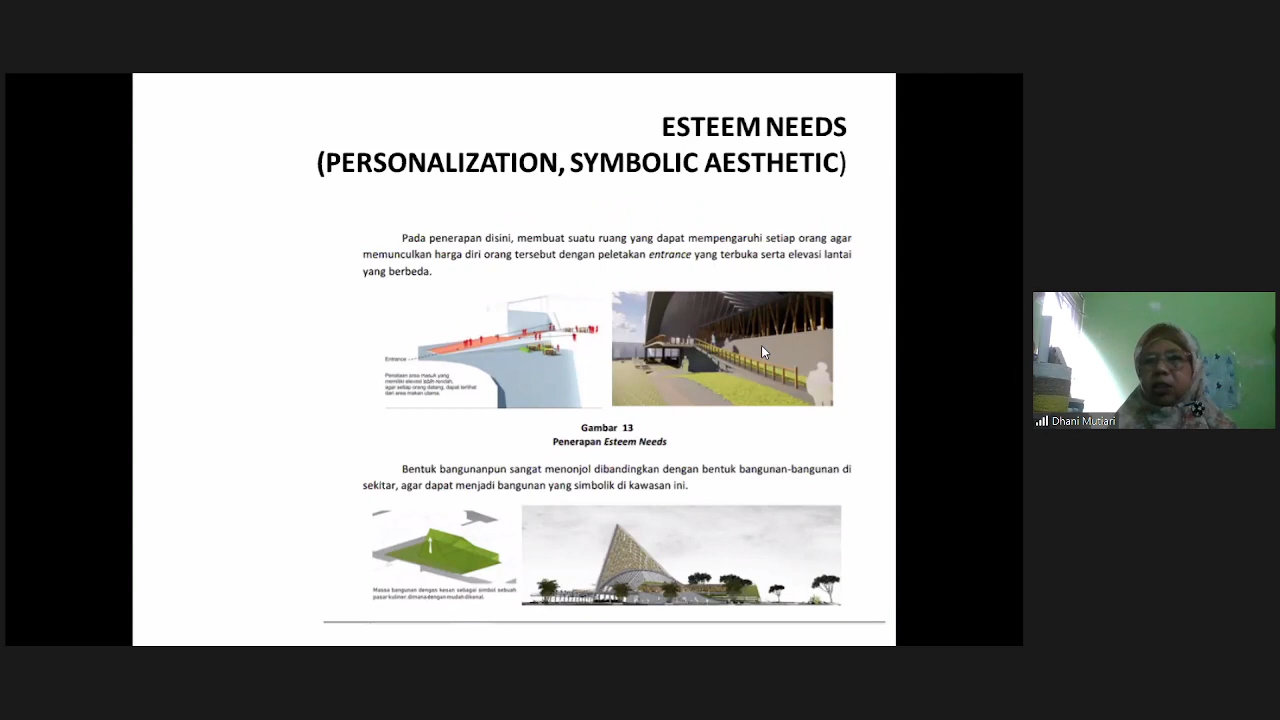 ESTEEM NEEDS
(PERSONALIZATION, SYMBOLIC AESTHETIC)
Pada penerapan disini, membuat suatu ruang yang dapat mempengaruhi setiap orang agar
memunculkan harga diri orang tersebut dengan peletakan entrance yang terbuka serta elevasi lantai
yang berbeda.
Entrance
Penataan area masuk yang
memiliki elevasi lebih rendah,
agar setiap orang datang, dapat terlihat
dari area makan utama.
Gambar 13
Penerapan Esteem Needs
Bentuk bangunanpun sangat menonjol dibandingkan dengan bentuk bangunan-bangunan di
sekitar, agar dapat menjadi bangunan yang simbolik di kawasan ini.
Massa bangunan dengan kesan sebagai simbol sebuah
pasar kuliner, dimana dengan mudah dikenal.
Dhani Mutiari